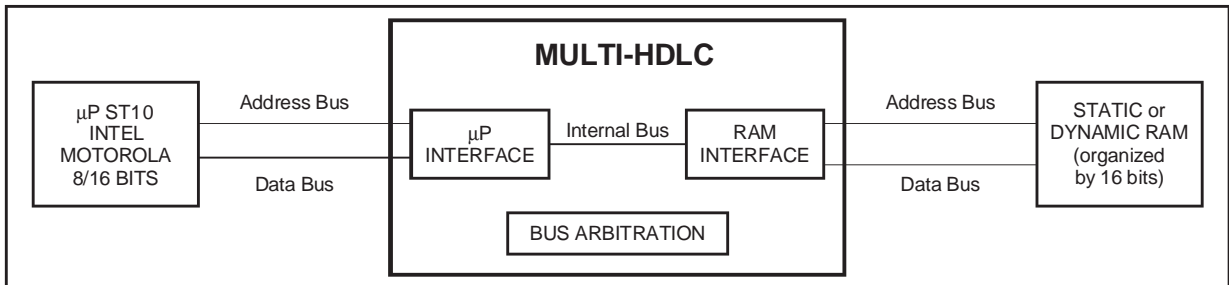 MULTI-HDLC
µP ST10
INTEL
MOTOROLA
8/16 BITS
Address Bus
Data Bus
µP
INTERFACE
Internal Bus
RAM
INTERFACE
BUS ARBITRATION
Address Bus
Data Bus
STATIC or
DYNAMIC RAM
(organized
by 16 bits)